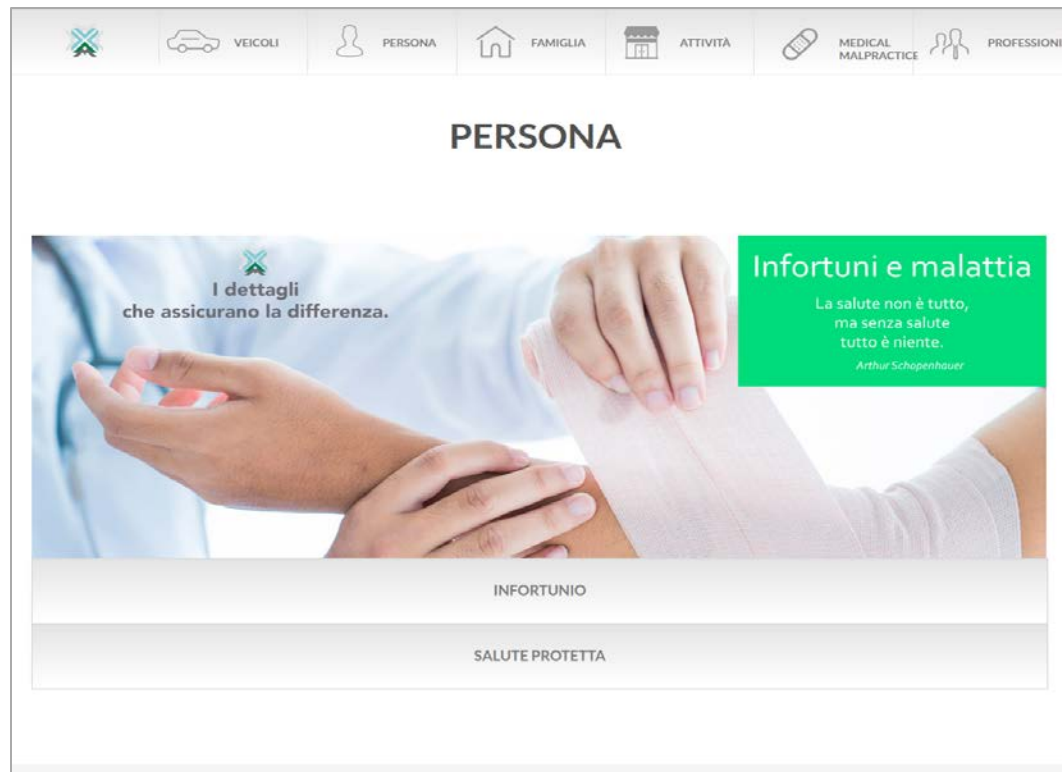 VEICOLI
PERSONA
FAMIGLIA
ATTIVITÀ
MEDICAL
MALPRACTICE
PROFESSIONI
PERSONA
I dettagli
che assicurano la differenza.
Infortuni e malattia
La salute non è tutto,
ma senza salute
tutto è niente.
Arthur Schopenhauer
INFORTUNIO
SALUTE PROTETTA